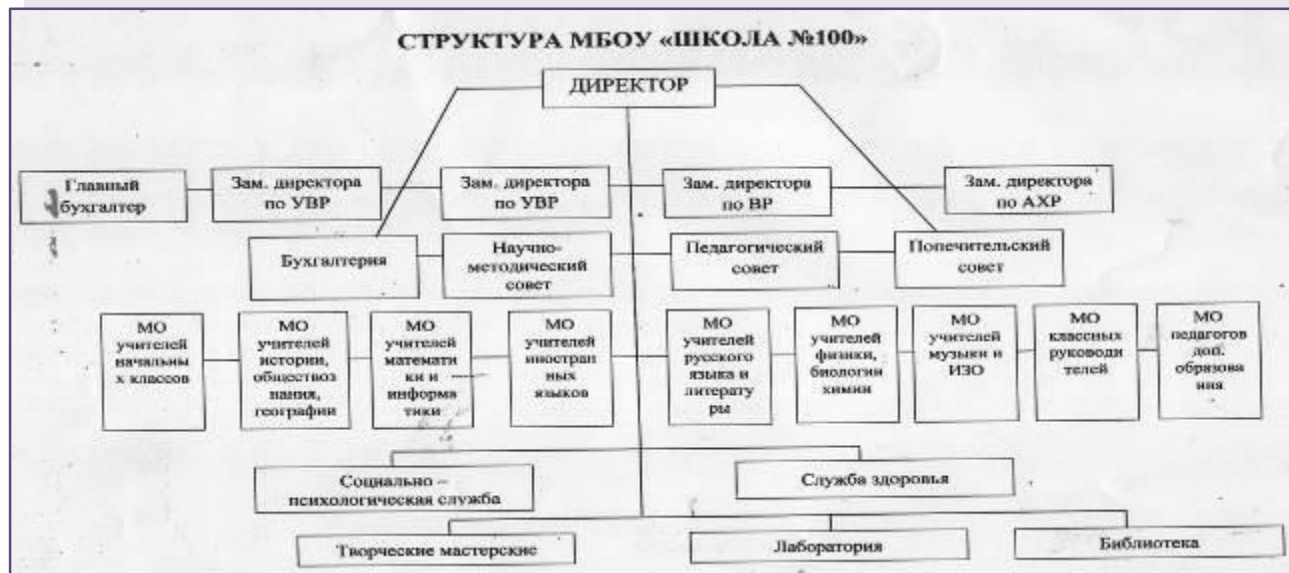 СТРУКТУРА МБОУ «ШКОЛА №100»
ДИРЕКТОР
Главный
бухгалтер
Зам. директора
по УВР
Зам. директора
по УВР
Зам. директора
по ВР
Зам. директора
по АХР
Бухгалтерия
Научно-
методический
совет
Педагогический
совет
Попечительский
совет
МО
учителей
начальны
х классов
МО
учителей
истории,
обществоз
нания,
географии
МО
учителей
математи
ки и
информа
тики
МО
учителей
иностран
ных
языков
МО
учителей
русского
языка и
литерату
ры
МО
учителей
физики,
биологии
химии
МО
учителей
музыки и
ИЗО
МО
классных
руководи
телей
МО
педагогов
доп.
образова
ния
Социально –
психологическая служба
Служба здоровья
Творческие мастерские
Лаборатория
Библиотека